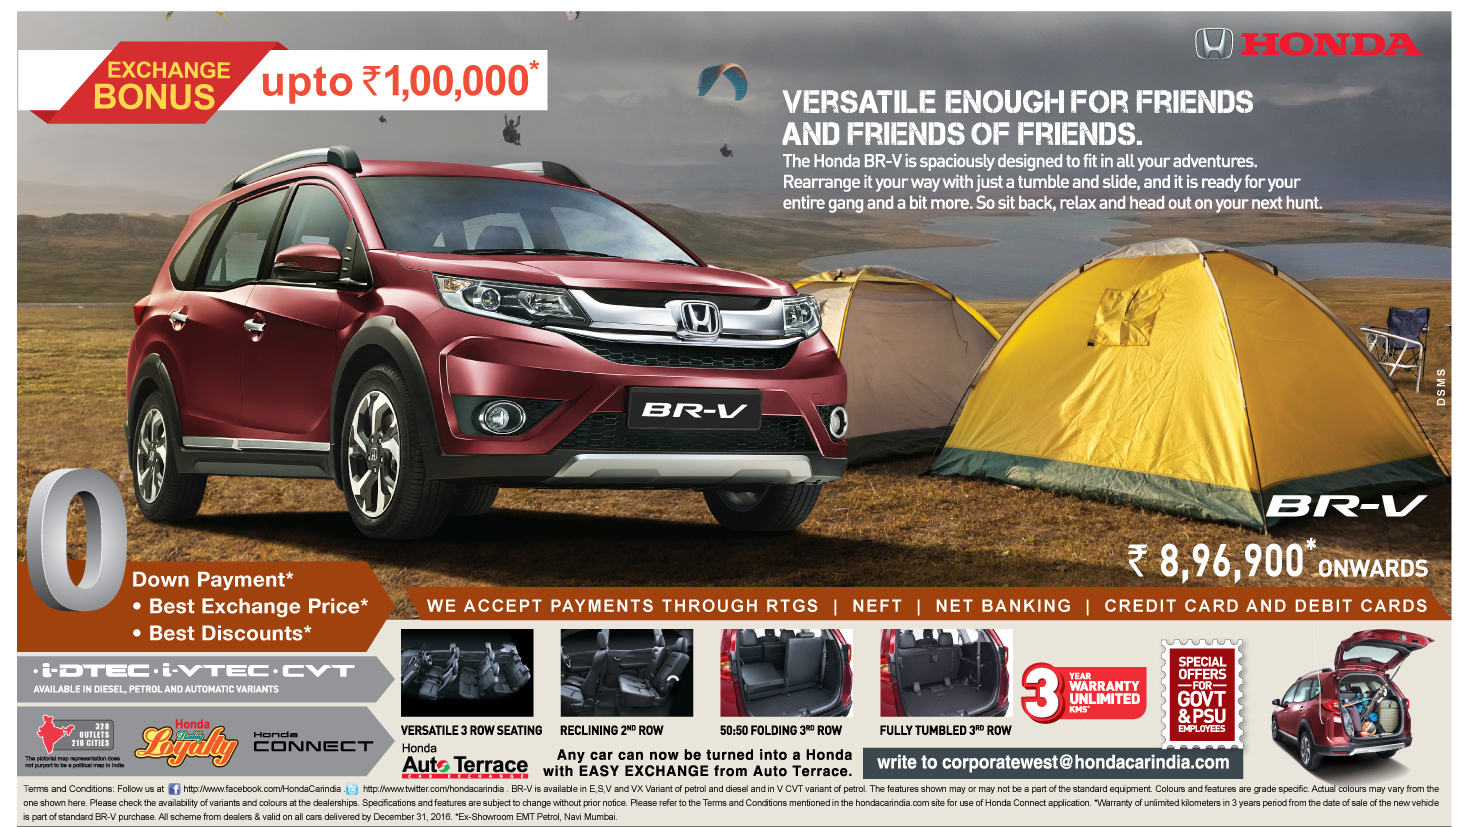 EXCHANGE
BONUS
upto ₹1,00,000*
HONDA
VERSATILE ENOUGH FOR FRIENDS
AND FRIENDS OF FRIENDS.
The Honda BR-V is spaciously designed to fit in all your adventures.
Rearrange it your way with just a tumble and slide, and it is ready for your
entire gang and a bit more. So sit back, relax and head out on your next hunt.
BR-V
DSMS
BR-V
₹ 8,96,900* ONWARDS
0
Down Payment*
• Best Exchange Price*
• Best Discounts*
WE ACCEPT PAYMENTS THROUGH RTGS | NEFT | NET BANKING | CREDIT CARD AND DEBIT CARDS
·i-DTEC·i-VTEC·CVT
AVAILABLE IN DIESEL, PETROL AND AUTOMATIC VARIANTS
328
OUTLETS
218 CITIES
The pictorial map representation does
not purport to be a political map in India
Honda
Loyalty
Honda
CONNECT
VERSATILE 3 ROW SEATING
RECLINING 2ND ROW
50:50 FOLDING 3RD ROW
FULLY TUMBLED 3RD ROW
3 YEAR
WARRANTY
UNLIMITED
KMS*
SPECIAL
OFFERS
FOR
GOVT
& PSU
EMPLOYEES
Honda
Auto Terrace
CAR EXCHANGE
Any car can now be turned into a Honda
with EASY EXCHANGE from Auto Terrace.
write to corporatewest@hondacarindia.com
Terms and Conditions: Follow us at http://www.facebook.com/HondaCarindia . http://www.twitter.com/hondacarindia . BR-V is available in E,S,V and VX Variant of petrol and diesel and in V CVT variant of petrol. The features shown may or may not be a part of the standard equipment. Colours and features are grade specific. Actual colours may vary from the
one shown here. Please check the availability of variants and colours at the dealerships. Specifications and features are subject to change without prior notice. Please refer to the Terms and Conditions mentioned in the hondacarindia.com site for use of Honda Connect application. *Warranty of unlimited kilometers in 3 years period from the date of sale of the new vehicle
is part of standard BR-V purchase. All scheme from dealers & valid on all cars delivered by December 31, 2016. *Ex-Showroom EMT Petrol, Navi Mumbai.